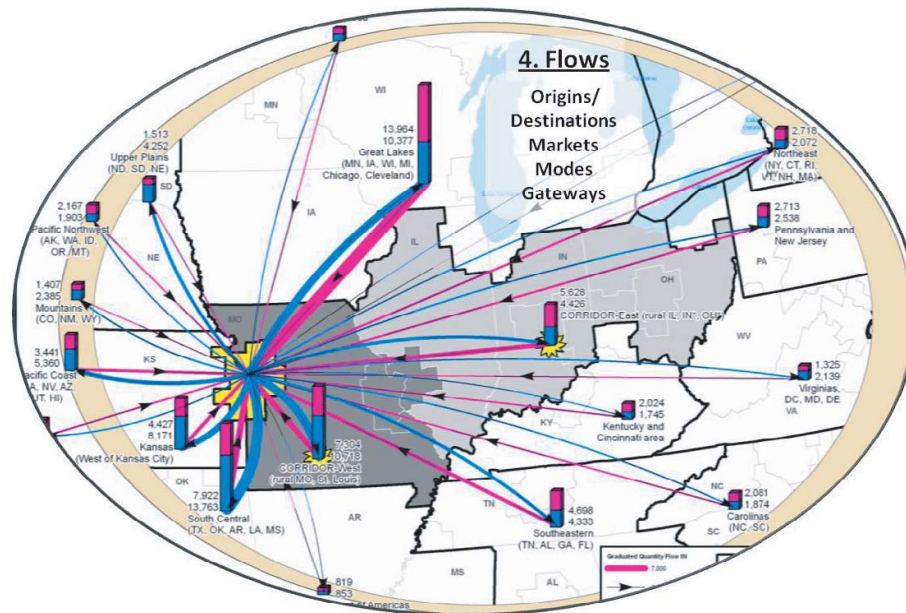 4. Flows
Origins/
Destinations
Markets
Modes
Gateways
MN
WI
13,964
10,377
Great Lakes
(MN, IA, WI, MI,
Chicago, Cleveland)
1,513
4,252
Upper Plains
(ND, SD, NE)
SD
IA
2,167
1,903
Pacific Northwest
(AK, WA, ID,
OR, MT)
NE
2,718
2,072
Northeast
(NY, CT, RI,
VT, NH, MA)
2,713
2,538
Pennsylvania and
New Jersey
PA
IL
IN
OH
1,407
2,385
Mountains
(CO, NM, WY)
MO
5,628
4,426
CORRIDOR-East (rural IL, IN
WV
KS
3,441
5,360
Coast
NV, AZ,
HI)
1,325
2,139
Virginias,
DC, MD, DE
VA
4,427
8,171
Kansas
(West of Kansas City)
KY
2,024
1,745
Kentucky and
Cincinnati area
7,304
10,718
CORRIDOR-West
(rural MO, St. Louis)
OK
7,922
13,763
South Central
(TX, OK, AR, LA, MS)
AR
TN
4,698
4,333
Southeastern
(TN, AL, GA, FL)
NC
2,081
1,874
Carolinas
(NC, SC)
SC
MS
AL
Graduated Quantity Flow
7,000
819
853
of Americas